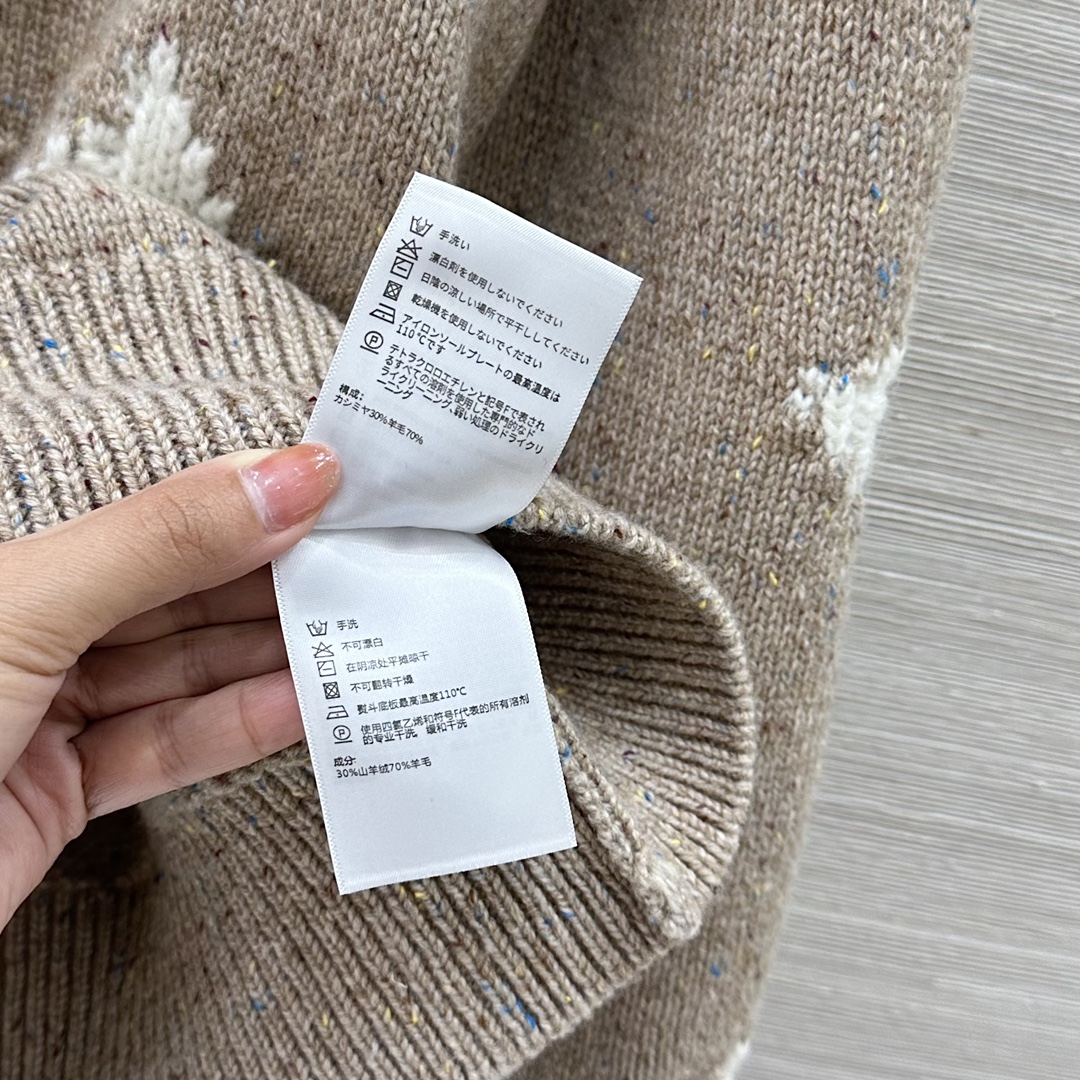 手洗い
漂白剤を使用しないでください
日陰の涼しい場所で平干ししてください
乾燥機を使用しないでください
アイロンソールプレートの最高温度は
110℃です
P
テトラクロロエチレンと記号Fで表され
るすべての溶剤を使用した専門的なド
ライクリーニング、弱い処理のドライクリ
ーニング
構成:
カシミヤ30%羊毛70%
手洗
不可漂白
在阴凉处平摊晾干
不可翻转干燥
熨斗底板最高温度110℃
P
使用四氯乙烯和符号F代表的所有溶剂
的专业干洗，缓和干洗
成分:
30%山羊绒70%羊毛